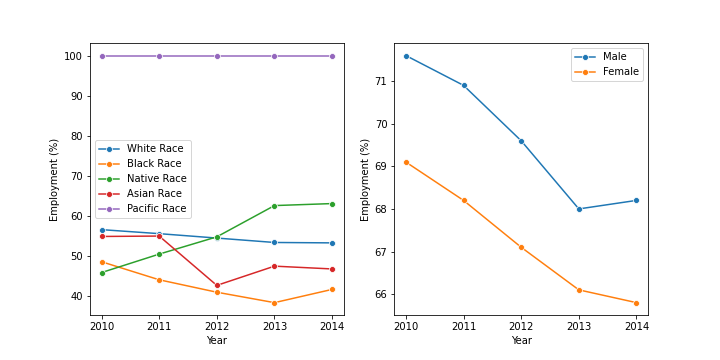 100
90
80
70
60
50
40
Employment (%)
White Race
Black Race
Native Race
Asian Race
Pacific Race
2010 2011 2012 2013 2014
Year
71
70
69
68
67
66
Employment (%)
Male
Female
2010 2011 2012 2013 2014
Year